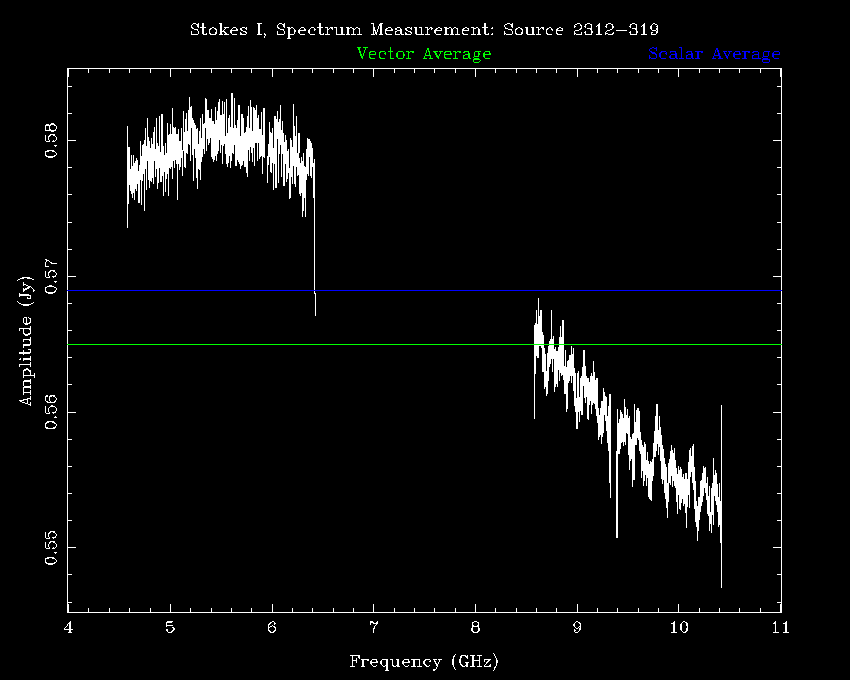 Stokes I, Spectrum Measurement: Source 2312-319
Vector Average
Scalar Average
0.58
0.57
0.56
0.55
Amplitude (Jy)
4 5 6 7 8 9 10 11
Frequency (GHz)